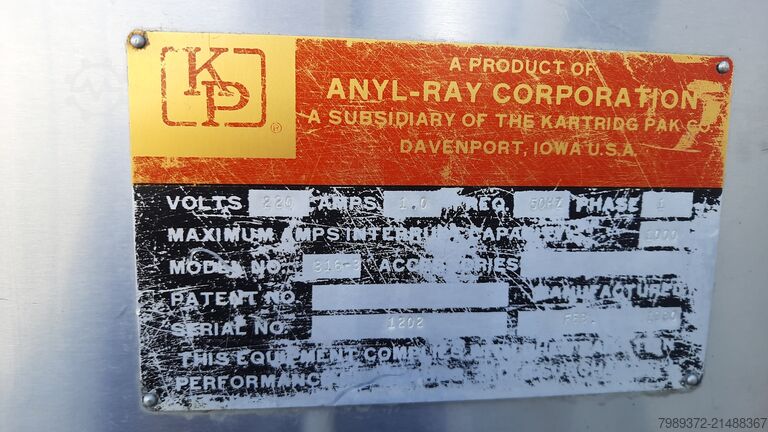 KP ®
A PRODUCT OF
ANYL-RAY CORPORATION
A SUBSIDIARY OF THE KARTRIDG PAK CO
DAVENPORT, IOWA U.S.A.
VOLTS 220 AMPS 1.0 FREQ 50HZ PHASE 1
MAXIMUM AMPS 1000
MODEL NO. ACCESSORIES
PATENT NO. MANUFACTURED
SERIAL NO. 1202 FEB.
THIS EQUIPMENT
PERFORMANCE
7989372-21488367